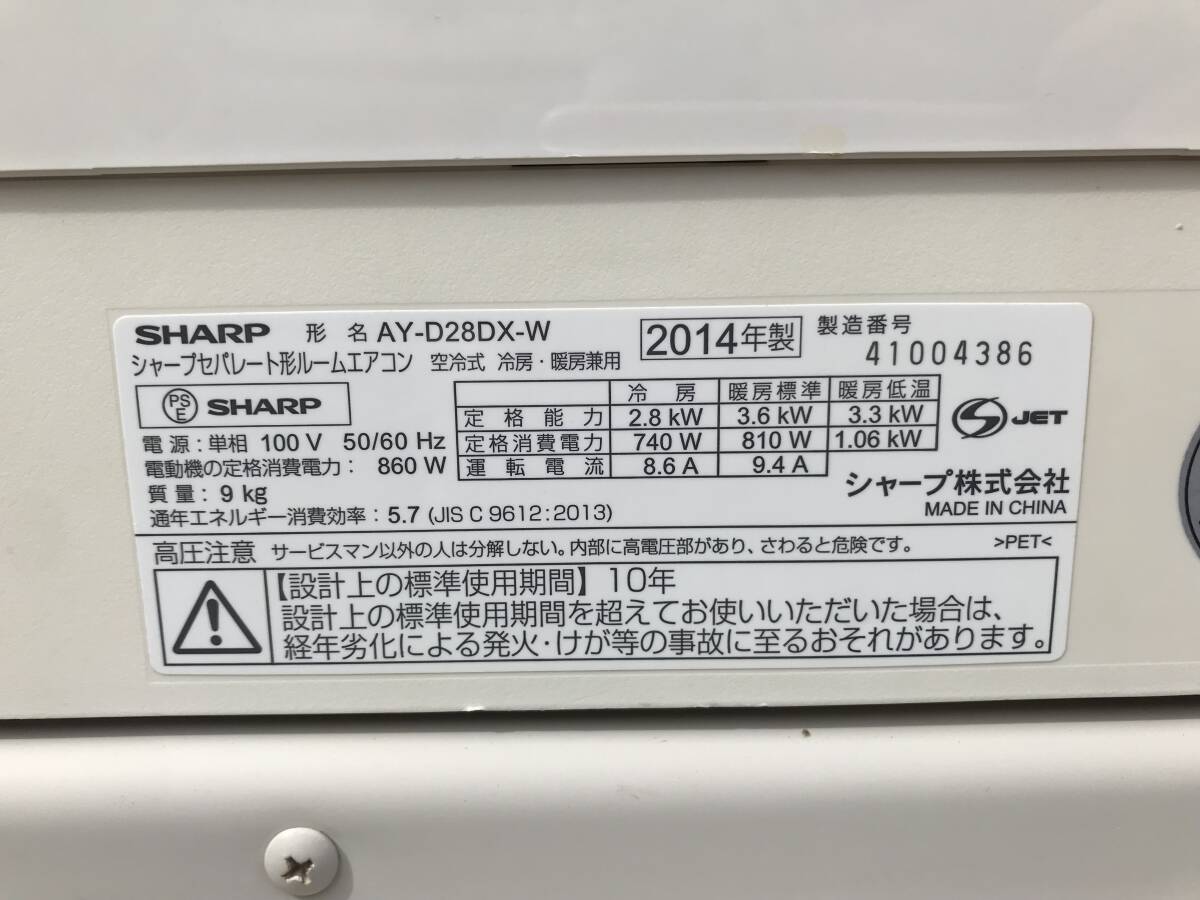 SHARP 形名 AY-D28DX-W 2014年製 製造番号 41004386
シャープセパレート形ルームエアコン 空冷式 冷房・暖房兼用
PSE SHARP
冷房 暖房標準 暖房低温
定格能力 2.8 kW 3.6 kW 3.3 kW
定格消費電力 740 W 810 W 1.06 kW
運転電流 8.6 A 9.4 A
S JET
電源：単相 100 V 50/60 Hz
電動機の定格消費電力： 860 W
質量：9 kg
通年エネルギー消費効率：5.7 (JIS C 9612:2013)
シャープ株式会社
MADE IN CHINA
高圧注意 サービスマン以外の人は分解しない。内部に高電圧部があり、さわると危険です。 >PET<
【設計上の標準使用期間】10年
設計上の標準使用期間を超えてお使いいただいた場合は、
経年劣化による発火・けが等の事故に至るおそれがあります。